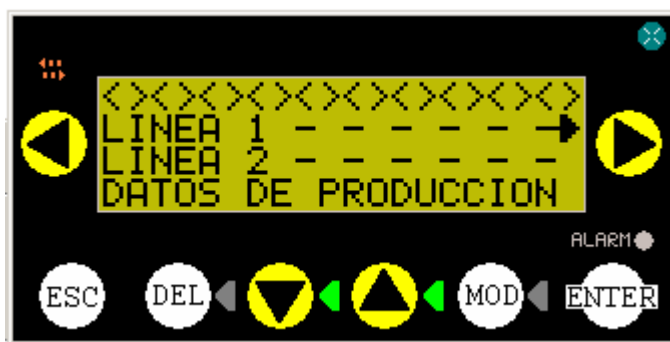 <><><><><><><><><>
LINEA 1 - - - - - -
LINEA 2 - - - - - -
DATOS DE PRODUCCION
ALARM
ESC DEL MOD ENTER